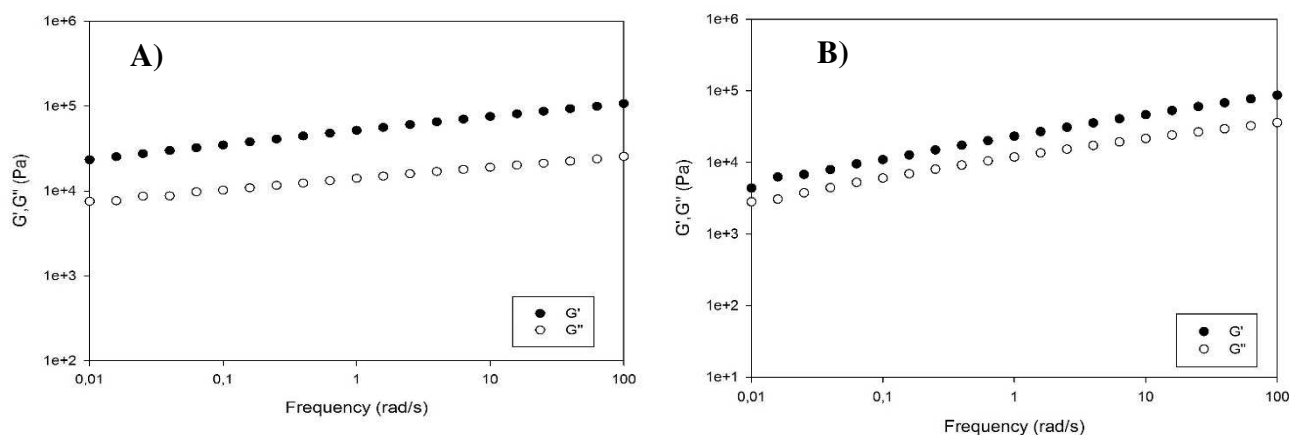 A)
1e+6
1e+5
1e+4
1e+3
1e+2
G',G'' (Pa)
0,01 0,1 1 10 100
Frequency (rad/s)
G'
G''
B)
1e+6
1e+5
1e+4
1e+3
1e+2
1e+1
G',G'' (Pa)
0,01 0,1 1 10 100
Frequency (rad/s)
G'
G''